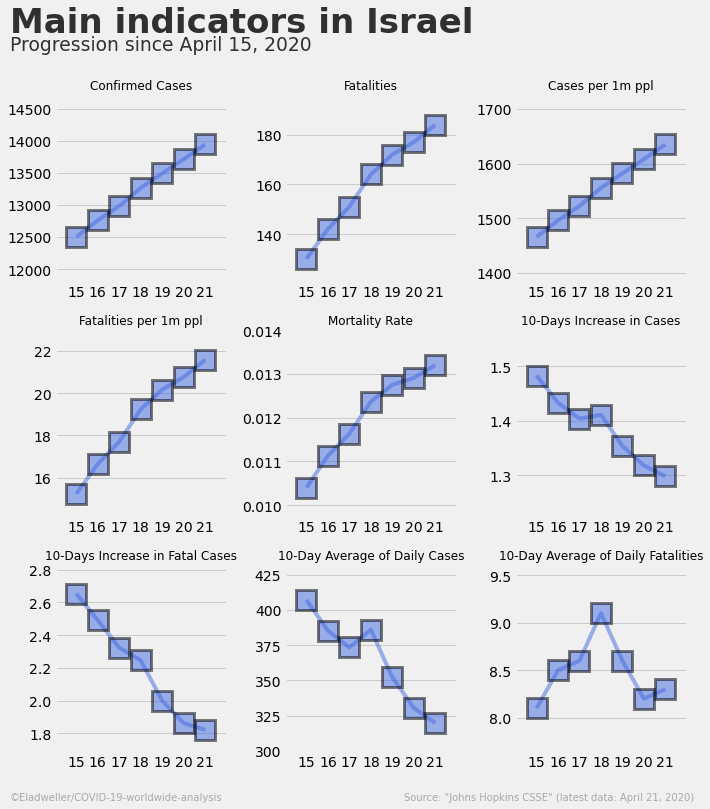 Main indicators in Israel
Progression since April 15, 2020
Confirmed Cases
14500
14000
13500
13000
12500
12000
15 16 17 18 19 20 21
Fatalities
180
160
140
15 16 17 18 19 20 21
Cases per 1m ppl
1700
1600
1500
1400
15 16 17 18 19 20 21
Fatalities per 1m ppl
22
20
18
16
15 16 17 18 19 20 21
Mortality Rate
0.014
0.013
0.012
0.011
0.010
15 16 17 18 19 20 21
10-Days Increase in Cases
1.5
1.4
1.3
15 16 17 18 19 20 21
10-Days Increase in Fatal Cases
2.8
2.6
2.4
2.2
2.0
1.8
15 16 17 18 19 20 21
10-Day Average of Daily Cases
425
400
375
350
325
300
15 16 17 18 19 20 21
10-Day Average of Daily Fatalities
9.5
9.0
8.5
8.0
15 16 17 18 19 20 21
©Eladweller/COVID-19-worldwide-analysis
Source: "Johns Hopkins CSSE" (latest data: April 21, 2020)